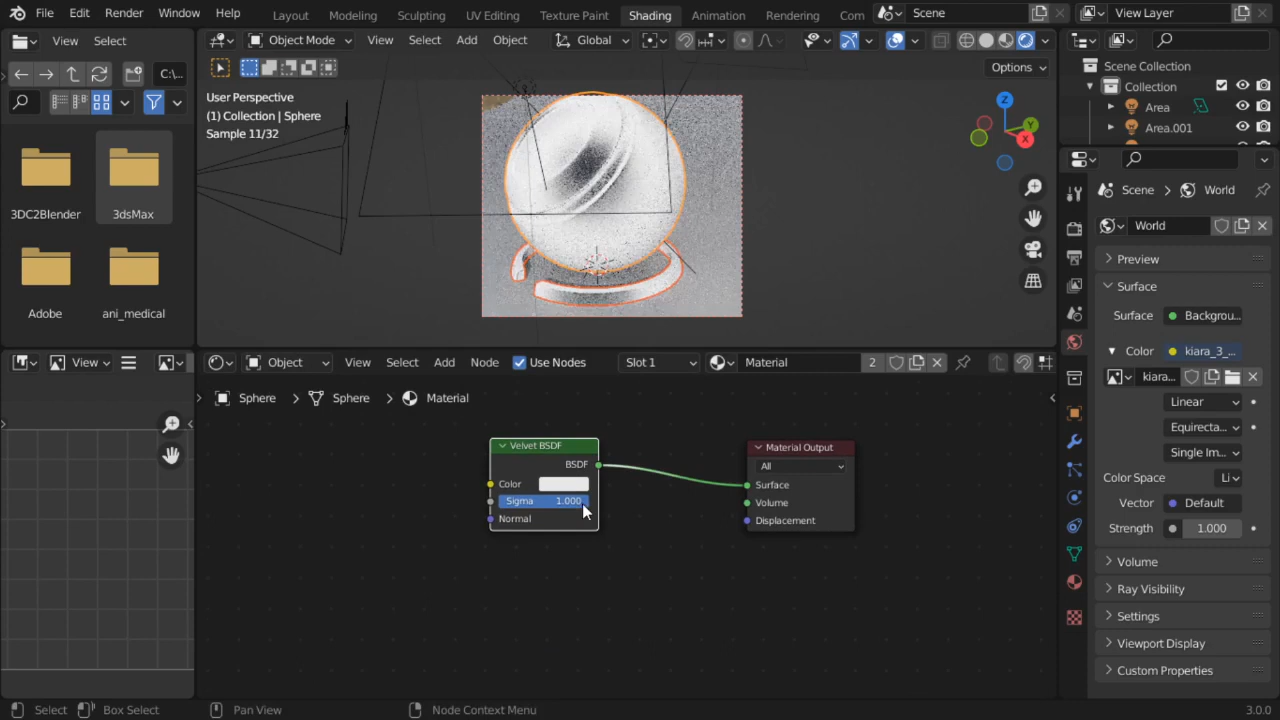 File Edit Render Window Help Layout Modeling Sculpting UV Editing Texture Paint Shading Animation Rendering Com Scene View Layer
View Select Object Mode View Select Add Object Global
C:\... Options Scene Collection
Collection
User Perspective
(1) Collection | Sphere
Sample 11/32
Area
Area.001
Z
Y
X
3DC2Blender 3dsMax
Adobe ani_medical
Scene World
World
Preview
Surface
Surface Backgrou...
Color kiara_3_...
kiara...
Linear
Equirecta...
Single Im...
Color Space Li
Vector Default
Strength 1.000
Volume
Ray Visibility
Settings
Viewport Display
Custom Properties
View Object View Select Add Node Use Nodes Slot 1 Material 2
Sphere Sphere Material
Velvet BSDF
BSDF
Color
Sigma 1.000
Normal
Material Output
All
Surface
Volume
Displacement
Select Box Select Pan View Node Context Menu 3.0.0